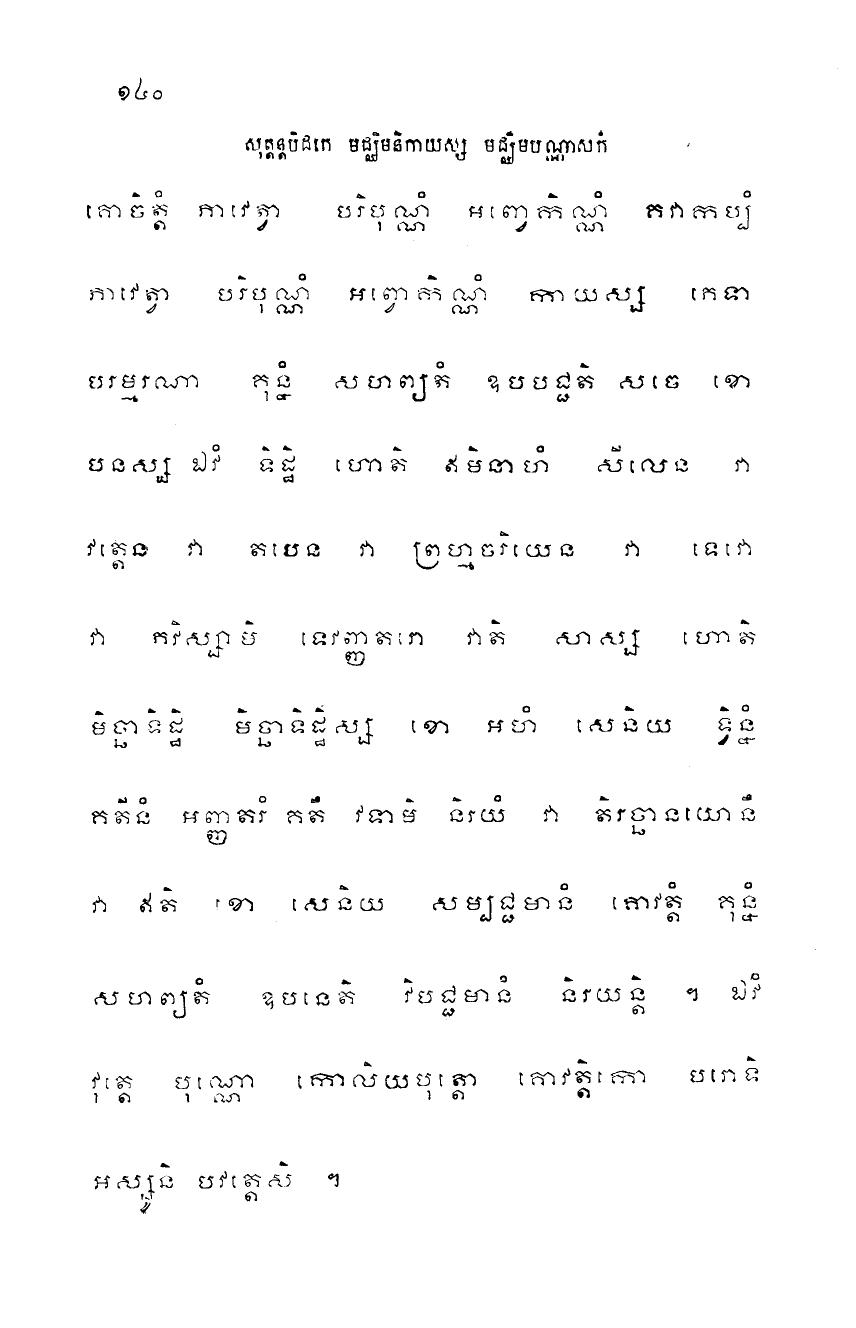 ១៤០
សុត្តន្តបិដកេ មជ្ឈិមនិកាយស្ស មជ្ឈិមបណ្ណាសកំ
គោចិត្តំ ភាវេត្វា បរិបុណ្ណំ អព្វោកិណ្ណំ គវាកប្បំ
ភាវេត្វា បរិបុណ្ណំ អព្វោកិណ្ណំ កាយស្ស ភេទា
បរម្មរណា គុន្នំ សហព្យតំ ឧបបជ្ជតិ សចេ ខោ
បនស្ស ឯវំ ទិដ្ឋិ ហោតិ ឥមិនាហំ សីលេន វា
វត្តេន វា តបេន វា ព្រហ្មចរិយេន វា ទេវោ
វា ភវិស្សាមិ ទេវញ្ញតរោ វាតិ សាស្ស ហោតិ
មិច្ឆាទិដ្ឋិ មិច្ឆាទិដ្ឋិស្ស ខោ អហំ សេនិយ ទ្វិន្នំ
គតីនំ អញ្ញតរំ គតឹ វទាមិ និរយំ វា តិរច្ឆានយោនឹ
វា ឥតិ ខោ សេនិយ សម្បជ្ជមានំ គោវត្តំ គុន្នំ
សហព្យតំ ឧបនេតិ វិបជ្ជមានំ និរយន្តិ ។ ឯវំ
វុត្តេ បុណ្ណោ កោលិយបុត្តោ គោវត្តិកោ បរោទិ
អស្សូនិ បវត្តេសិ ។